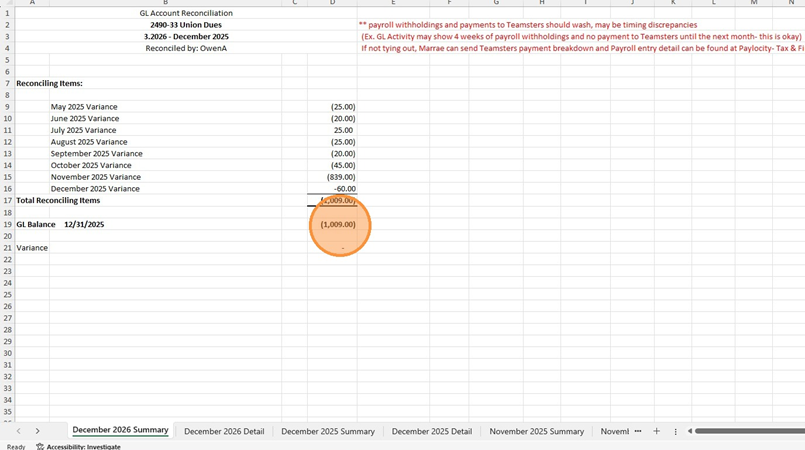 A B C D E F G H I J K L M N
1 GL Account Reconciliation
2 2490-33 Union Dues ** payroll withholdings and payments to Teamsters should wash, may be timing discrepancies
3 3.2026 - December 2025 (Ex. GL Activity may show 4 weeks of payroll withholdings and no payment to Teamsters until the next month- this is okay)
4 Reconciled by: OwenA If not tying out, Marrae can send Teamsters payment breakdown and Payroll entry detail can be found at Paylocity- Tax & Fi
5
6
7 Reconciling Items:
8
9 May 2025 Variance (25.00)
10 June 2025 Variance (20.00)
11 July 2025 Variance 25.00
12 August 2025 Variance (25.00)
13 September 2025 Variance (20.00)
14 October 2025 Variance (45.00)
15 November 2025 Variance (839.00)
16 December 2025 Variance -60.00
17 Total Reconciling Items (1,009.00)
18
19 GL Balance 12/31/2025 (1,009.00)
20
21 Variance -
22
23
24
25
26
27
28
29
30
31
32
33
34
35
December 2026 Summary December 2026 Detail December 2025 Summary December 2025 Detail November 2025 Summary Noveml ...
Ready Accessibility: Investigate